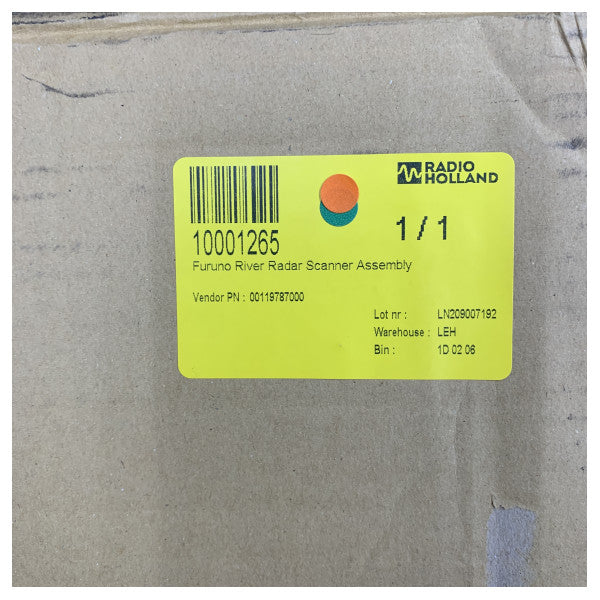 RADIO
HOLLAND
10001265
1 / 1
Furuno River Radar Scanner Assembly
Vendor PN : 00119787000
Lot nr : LN209007192
Warehouse : LEH
Bin : 1D 02 06